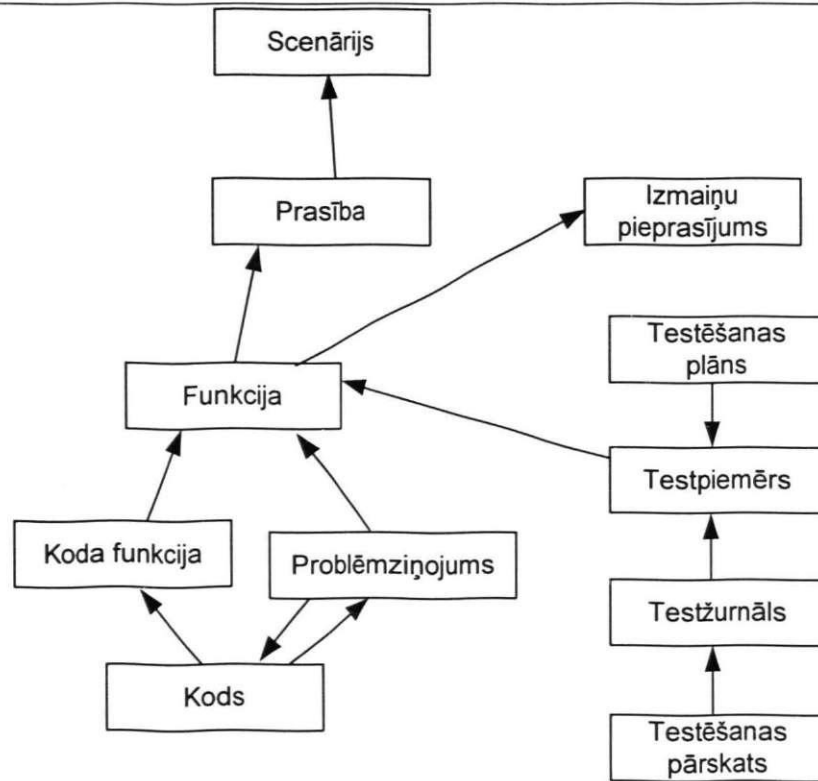 Scenārijs
Prasība
Izmaiņu
pieprasījums
Testēšanas
plāns
Funkcija
Testpiemērs
Koda funkcija
Problēmziņojums
Testžurnāls
Kods
Testēšanas
pārskats